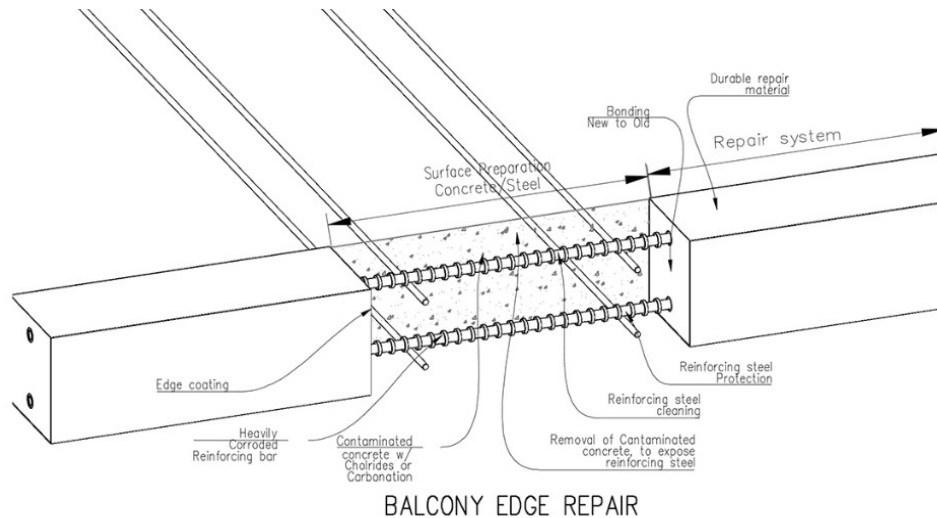 Durable repair
material
Bonding
New to Old
Repair system
Surface Preparation
Concrete/Steel
Edge coating
Heavily
Corroded
Reinforcing bar
Contaminated
concrete w/
Cholrides or
Carbonation
Removal of Cantaminated
concrete, to expose
reinforcing steel
Reinforcing steel
cleaning
Reinforcing steel
Protection
BALCONY EDGE REPAIR